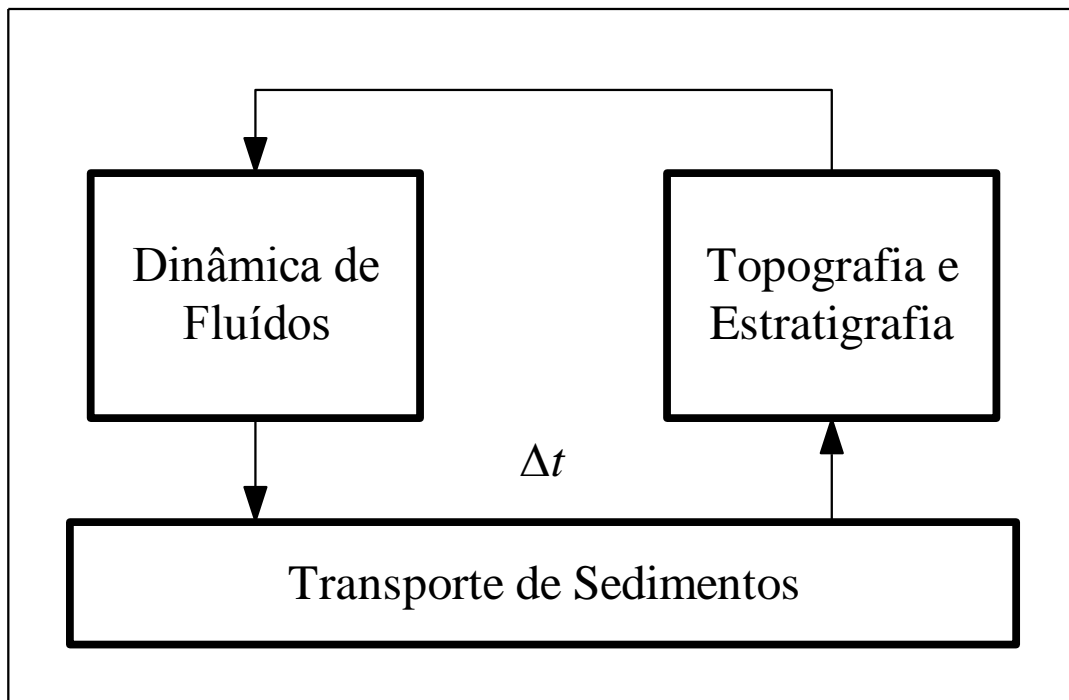 Dinâmica de
Fluídos
Topografia e
Estratigrafia
Δt
Transporte de Sedimentos